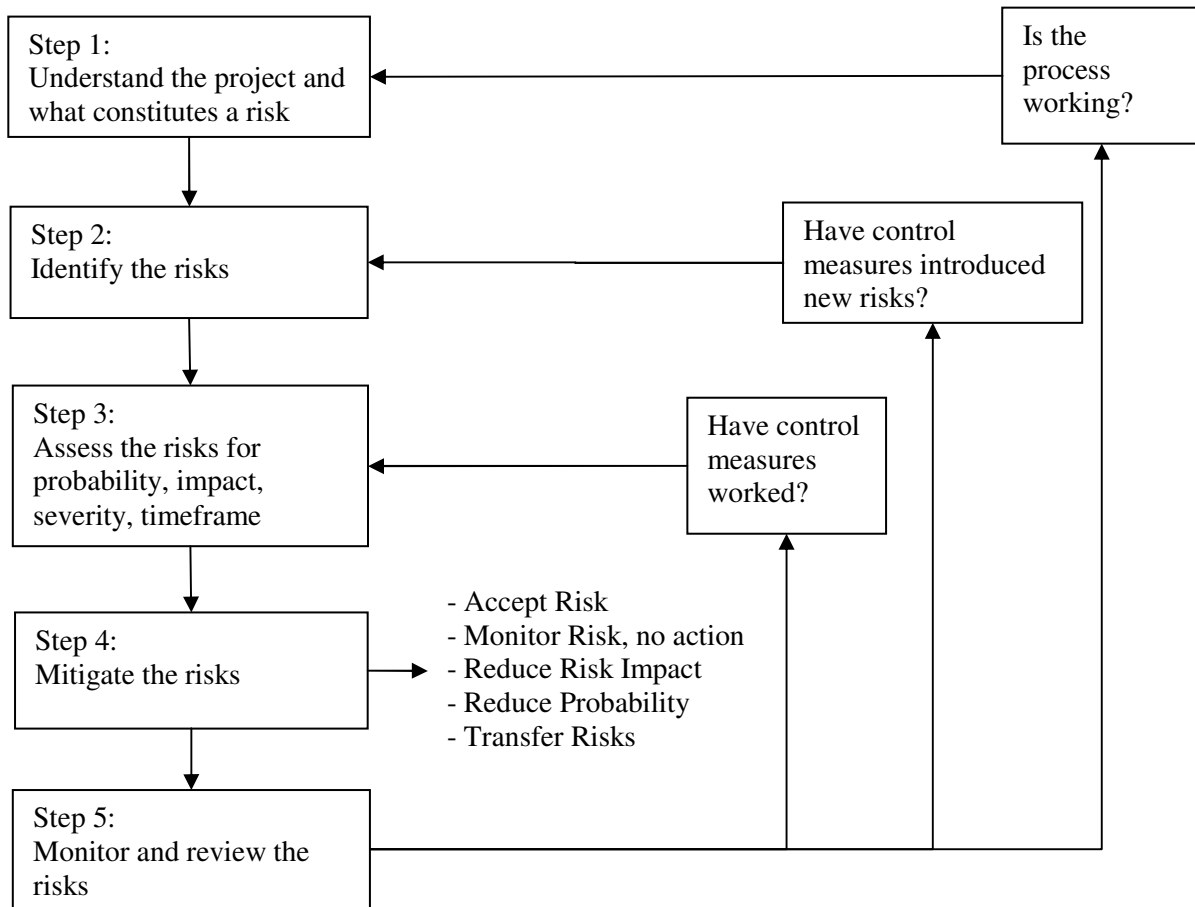 Step 1:
Understand the project and
what constitutes a risk
Is the
process
working?
Step 2:
Identify the risks
Have control
measures introduced
new risks?
Step 3:
Assess the risks for
probability, impact,
severity, timeframe
Have control
measures
worked?
Step 4:
Mitigate the risks
- Accept Risk
- Monitor Risk, no action
- Reduce Risk Impact
- Reduce Probability
- Transfer Risks
Step 5:
Monitor and review the
risks